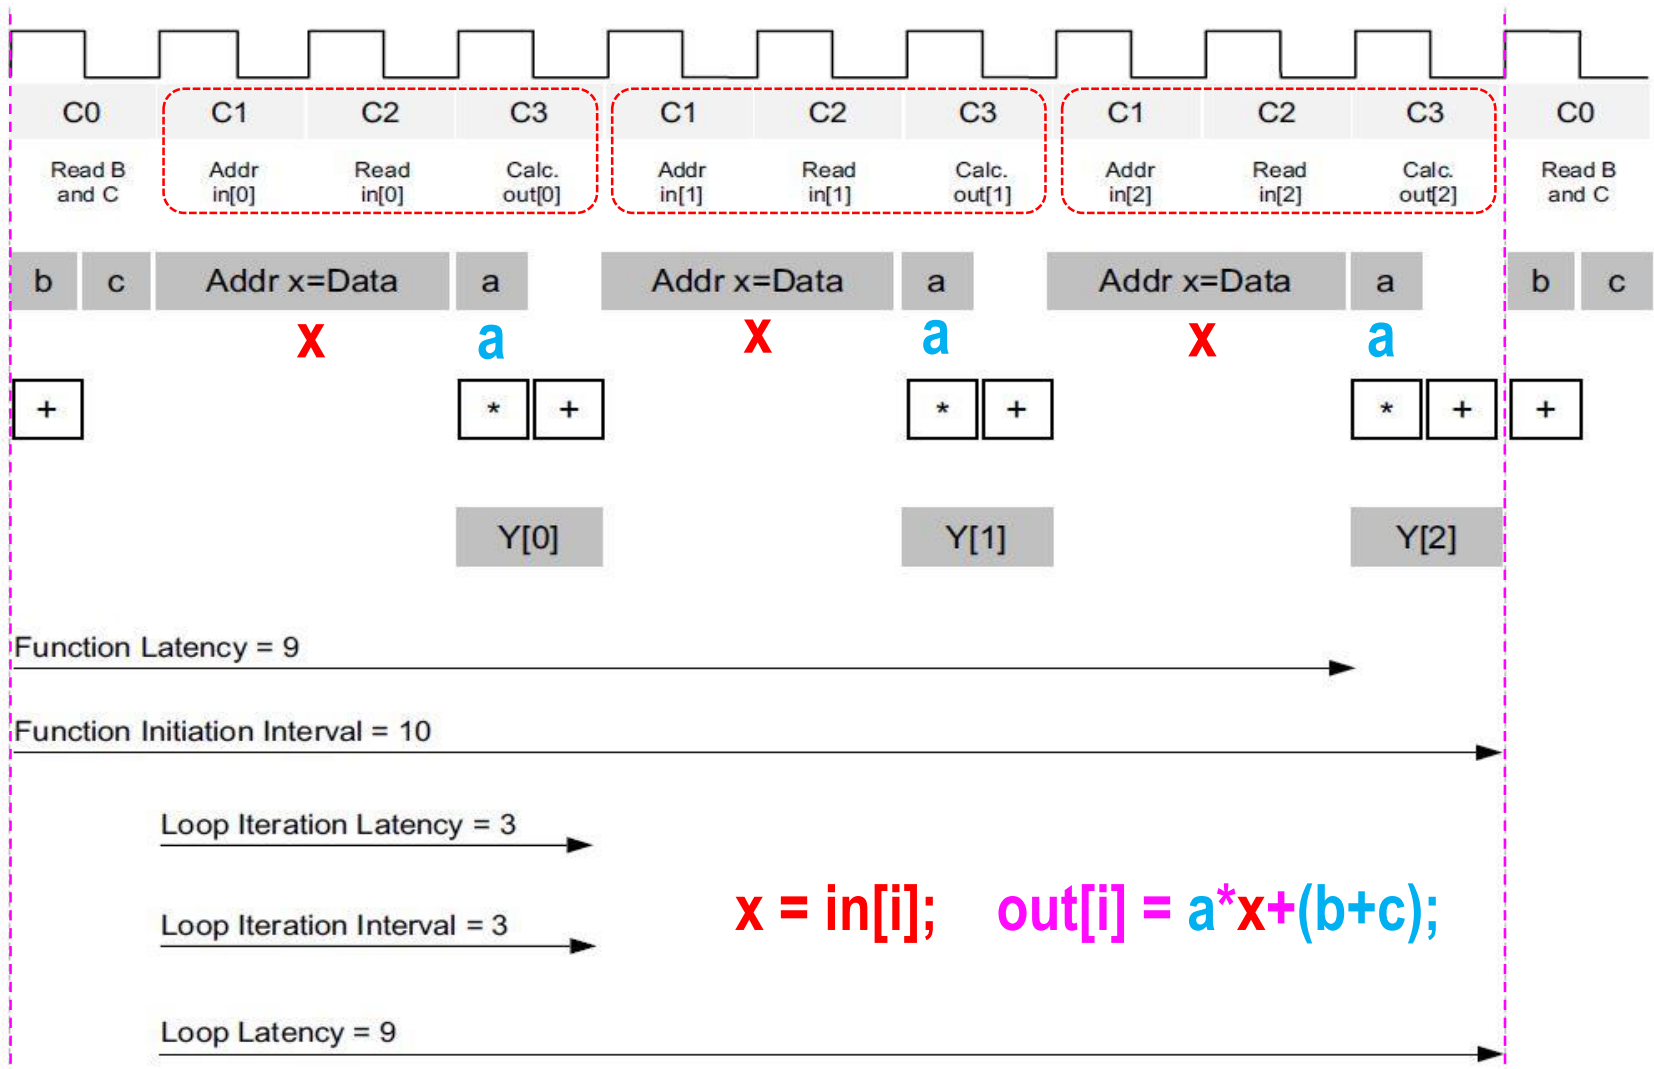 C0 C1 C2 C3 C1 C2 C3 C1 C2 C3 C0
Read B Addr Read Calc. Addr Read Calc. Addr Read Calc. Read B
and C in[0] in[0] out[0] in[1] in[1] out[1] in[2] in[2] out[2] and C
b c Addr x=Data a Addr x=Data a Addr x=Data a b c
x a x a x a
+ * + * + * + +
Y[0] Y[1] Y[2]
Function Latency = 9
Function Initiation Interval = 10
Loop Iteration Latency = 3
x = in[i]; out[i] = a*x+(b+c);
Loop Iteration Interval = 3
Loop Latency = 9